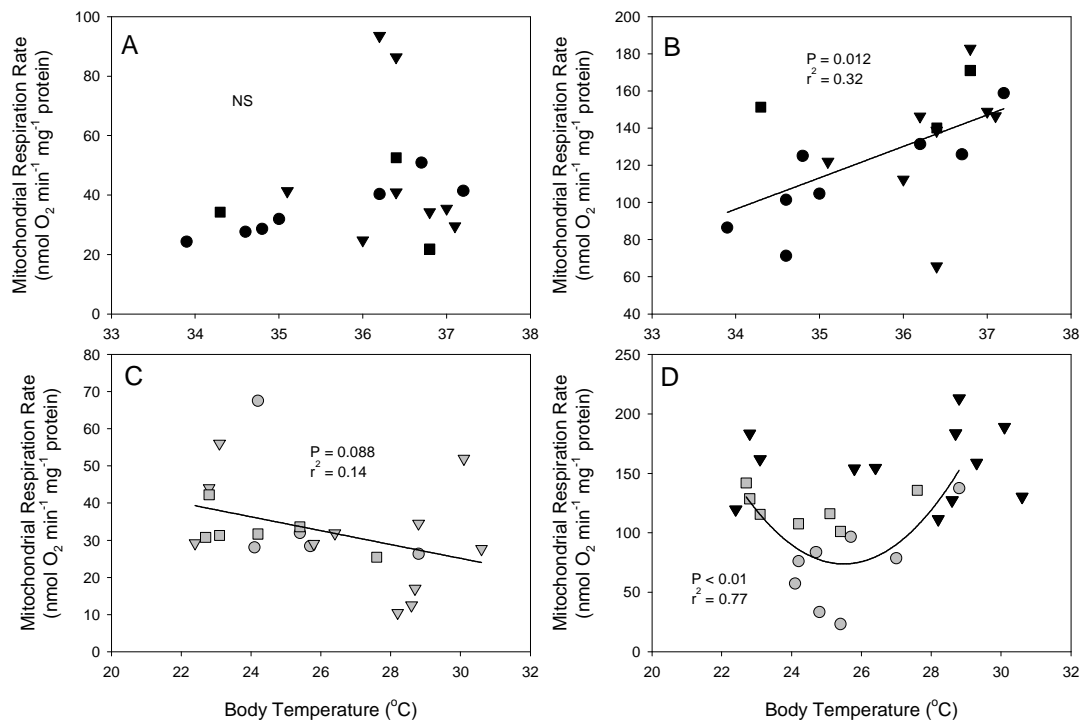 A
NS
Mitochondrial Respiration Rate
(nmol O2 min-1 mg-1 protein)
100
80
60
40
20
0
33 34 35 36 37 38
B
P = 0.012
r2 = 0.32
Mitochondrial Respiration Rate
(nmol O2 min-1 mg-1 protein)
200
180
160
140
120
100
80
60
40
33 34 35 36 37 38
C
P = 0.088
r2 = 0.14
Mitochondrial Respiration Rate
(nmol O2 min-1 mg-1 protein)
80
70
60
50
40
30
20
10
0
20 22 24 26 28 30 32
Body Temperature (oC)
D
P < 0.01
r2 = 0.77
Mitochondrial Respiration Rate
(nmol O2 min-1 mg-1 protein)
250
200
150
100
50
0
20 22 24 26 28 30 32
Body Temperature (oC)